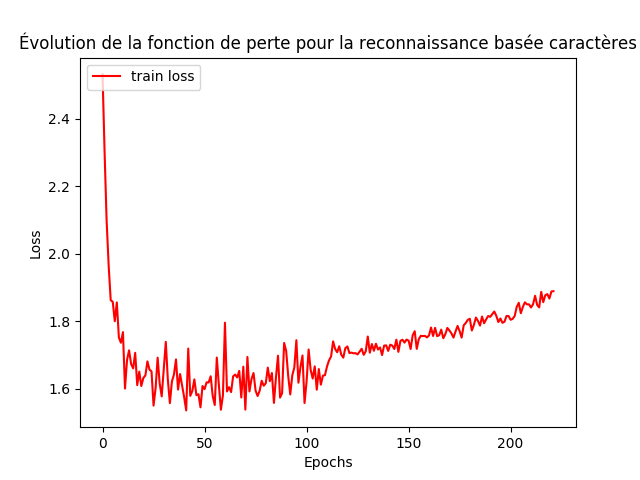 Évolution de la fonction de perte pour la reconnaissance basée caractères
train loss
2.4
2.2
2.0
1.8
1.6
Loss
0 50 100 150 200
Epochs